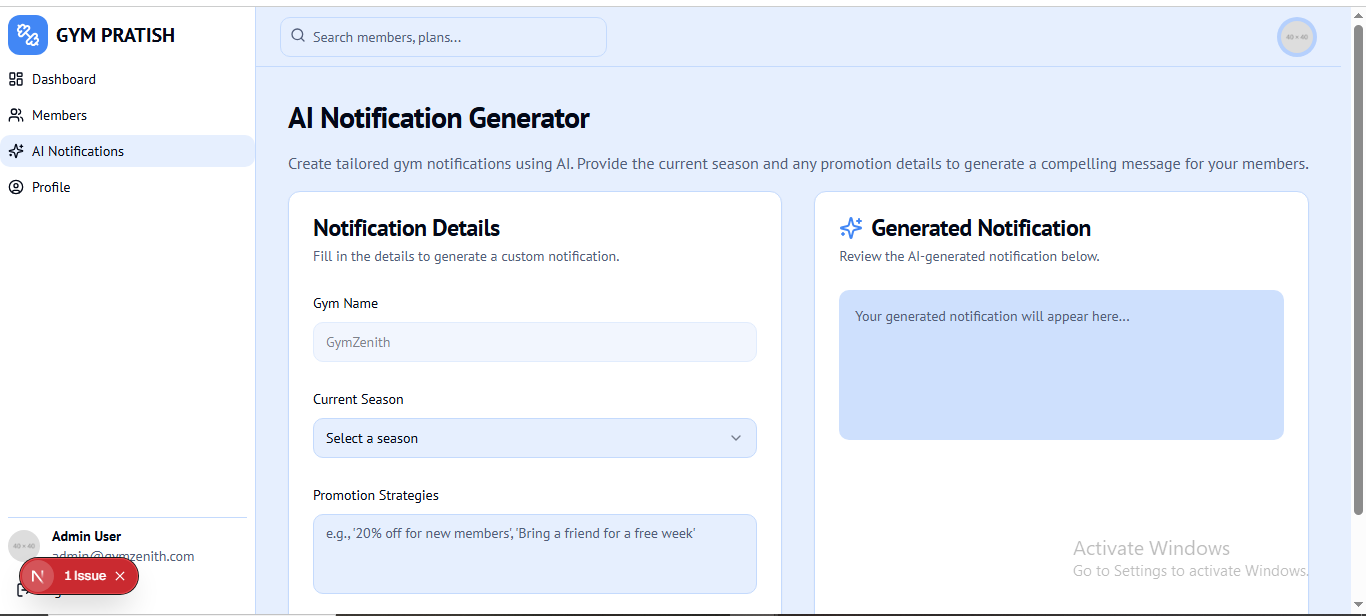 GYM PRATISH
Dashboard
Members
AI Notifications
Profile
Admin User
admin@gymzenith.com
N 1 Issue
Search members, plans...
40 × 40
AI Notification Generator
Create tailored gym notifications using AI. Provide the current season and any promotion details to generate a compelling message for your members.
Notification Details
Fill in the details to generate a custom notification.
Gym Name
GymZenith
Current Season
Select a season
Promotion Strategies
e.g., '20% off for new members', 'Bring a friend for a free week'
Generated Notification
Review the AI-generated notification below.
Your generated notification will appear here...
Activate Windows
Go to Settings to activate Windows.